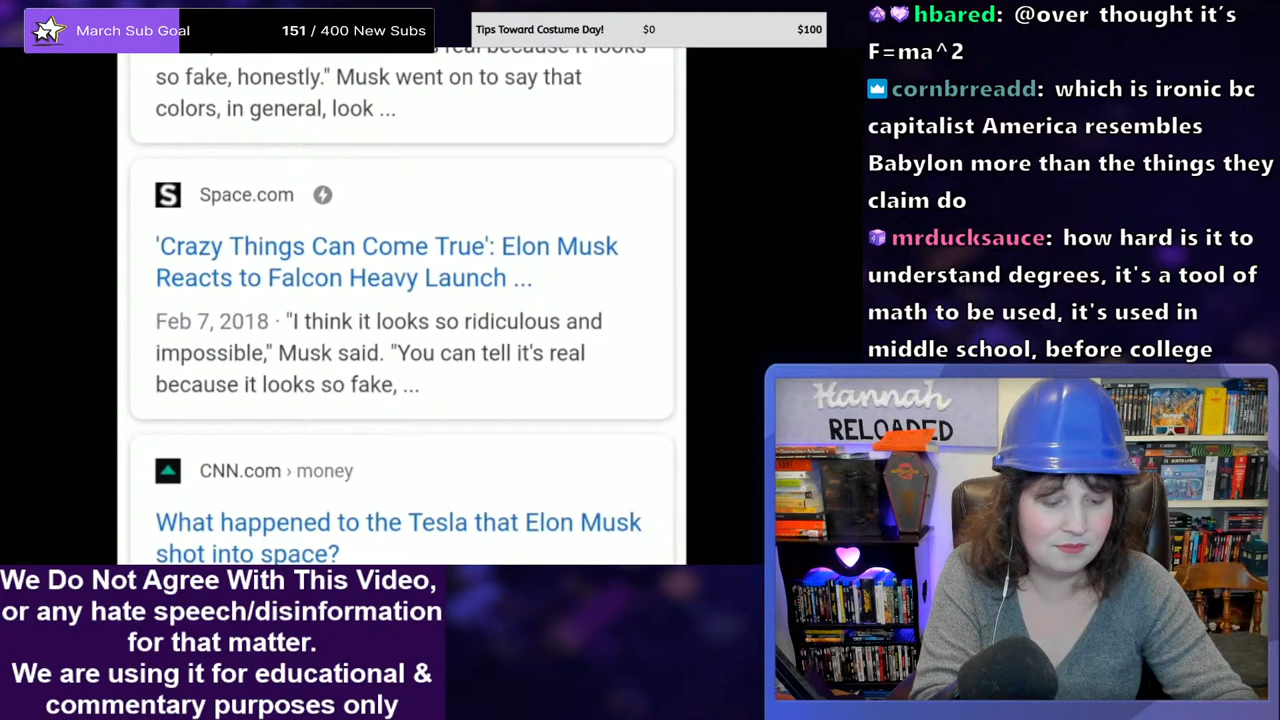 March Sub Goal
151 / 400 New Subs
Tips Toward Costume Day!
$0
$100
so fake, honestly." Musk went on to say that
colors, in general, look ...
S
Space.com
'Crazy Things Can Come True': Elon Musk
Reacts to Falcon Heavy Launch ...
Feb 7, 2018 · "I think it looks so ridiculous and
impossible," Musk said. "You can tell it's real
because it looks so fake, ...
CNN.com › money
What happened to the Tesla that Elon Musk
shot into space?
We Do Not Agree With This Video,
or any hate speech/disinformation
for that matter.
We are using it for educational &
commentary purposes only
hbared: @over thought it's
F=ma^2
cornbrreadd: which is ironic bc
capitalist America resembles
Babylon more than the things they
claim do
mrducksauce: how hard is it to
understand degrees, it's a tool of
math to be used, it's used in
middle school, before college
Hannah
RELOADED